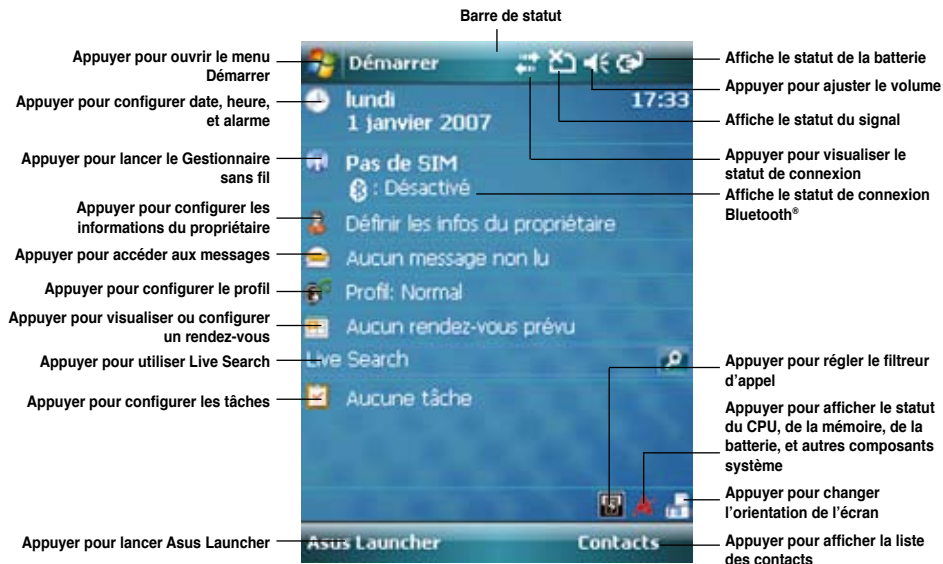 Barre de statut
Appuyer pour ouvrir le menu
Démarrer
Appuyer pour configurer date, heure,
et alarme
Appuyer pour lancer le Gestionnaire
sans fil
Appuyer pour configurer les
informations du propriétaire
Appuyer pour accéder aux messages
Appuyer pour configurer le profil
Appuyer pour visualiser ou configurer
un rendez-vous
Appuyer pour utiliser Live Search
Appuyer pour configurer les tâches
Appuyer pour lancer Asus Launcher
Démarrer
lundi
17:33
1 janvier 2007
Pas de SIM
: Désactivé
Définir les infos du propriétaire
Aucun message non lu
Profil: Normal
Aucun rendez-vous prévu
Live Search
Aucune tâche
Asus Launcher
Contacts
Affiche le statut de la batterie
Appuyer pour ajuster le volume
Affiche le statut du signal
Appuyer pour visualiser le
statut de connexion
Affiche le statut de connexion
Bluetooth®
Appuyer pour régler le filtreur
d’appel
Appuyer pour afficher le statut
du CPU, de la mémoire, de la
batterie, et autres composants
système
Appuyer pour changer
l’orientation de l’écran
Appuyer pour afficher la liste
des contacts